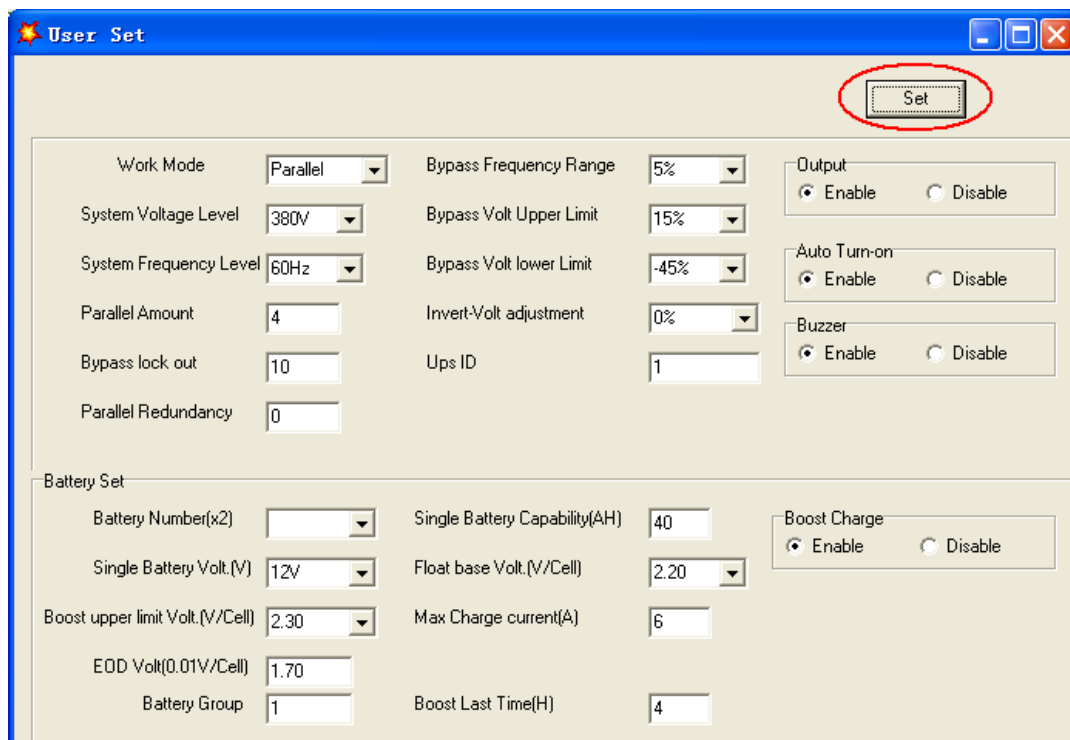 User Set
Set
Work Mode Parallel Bypass Frequency Range 5% Output
Enable Disable
System Voltage Level 380V Bypass Volt Upper Limit 15%
System Frequency Level 60Hz Bypass Volt lower Limit -45% Auto Turn-on
Enable Disable
Parallel Amount 4 Invert-Volt adjustment 0% Buzzer
Enable Disable
Bypass lock out 10 Ups ID 1
Parallel Redundancy 0
Battery Set
Battery Number(x2) Single Battery Capability(AH) 40 Boost Charge
Enable Disable
Single Battery Volt.(V) 12V Float base Volt.(V/Cell) 2.20
Boost upper limit Volt.(V/Cell) 2.30 Max Charge current(A) 6
EOD Volt(0.01V/Cell) 1.70
Battery Group 1 Boost Last Time(H) 4